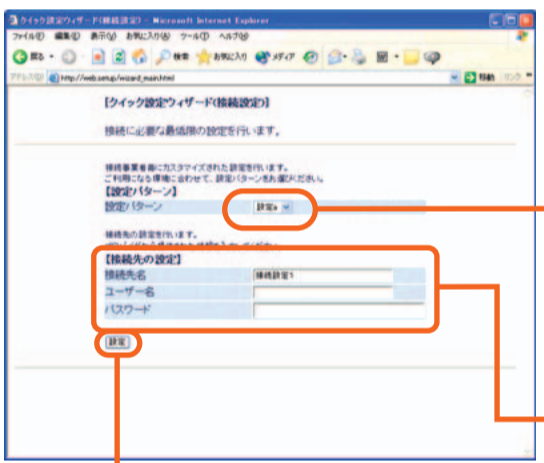 クイック設定ウィザード(接続設定) - Microsoft Internet Explorer
ファイル(F) 編集(E) 表示(V) お気に入り(A) ツール(T) ヘルプ(H)
戻る 検索 お気に入り メディア
アドレス(D) http://web.setup/wizard_main.html 移動 リンク
[クイック設定ウィザード(接続設定)]
接続に必要な最低限の設定を行います。
接続事業者毎にカスタマイズされた設定を行います。
ご利用になる環境に合わせて、設定パターンをお選びください。
【設定パターン】
設定パターン 設定a
接続先の設定を行います。
【接続先の設定】
接続先名 接続設定1
ユーザー名
パスワード
設定